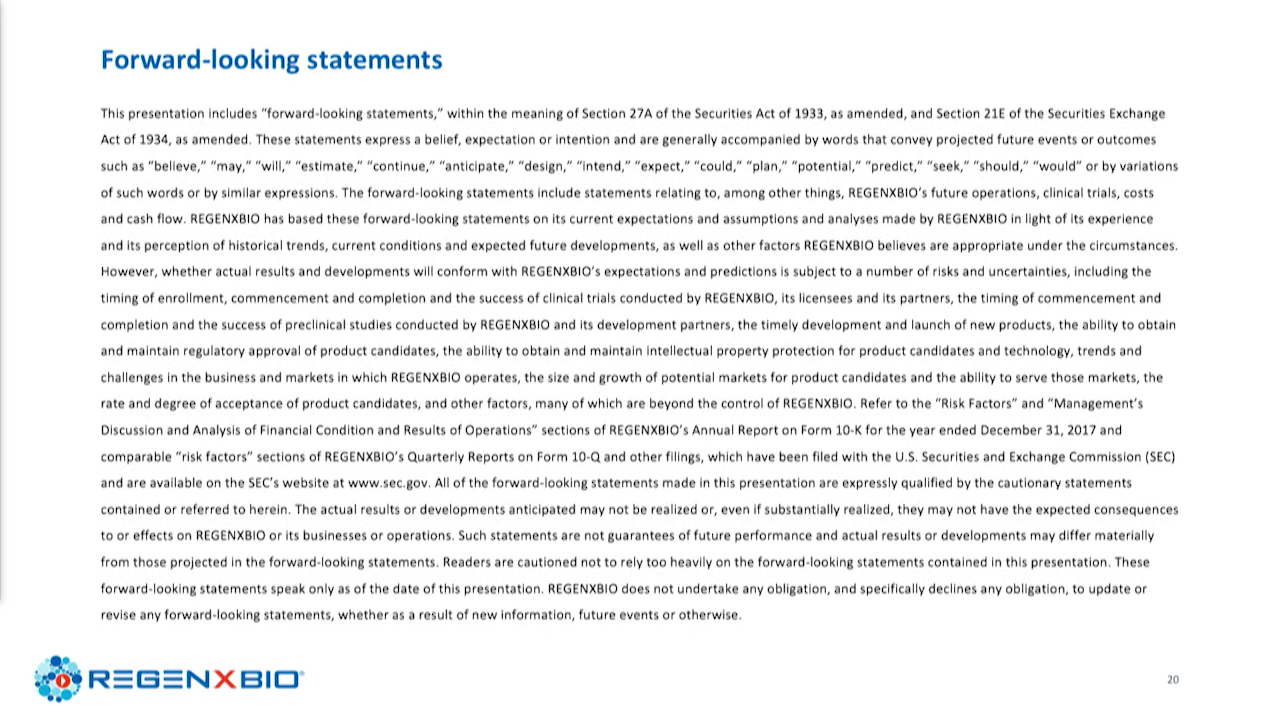 Forward-looking statements
This presentation includes “forward-looking statements,” within the meaning of Section 27A of the Securities Act of 1933, as amended, and Section 21E of the Securities Exchange
Act of 1934, as amended. These statements express a belief, expectation or intention and are generally accompanied by words that convey projected future events or outcomes
such as “believe,” “may,” “will,” “estimate,” “continue,” “anticipate,” “design,” “intend,” “expect,” “could,” “plan,” “potential,” “predict,” “seek,” “should,” “would” or by variations
of such words or by similar expressions. The forward-looking statements include statements relating to, among other things, REGENXBIO’s future operations, clinical trials, costs
and cash flow. REGENXBIO has based these forward-looking statements on its current expectations and assumptions and analyses made by REGENXBIO in light of its experience
and its perception of historical trends, current conditions and expected future developments, as well as other factors REGENXBIO believes are appropriate under the circumstances.
However, whether actual results and developments will conform with REGENXBIO’s expectations and predictions is subject to a number of risks and uncertainties, including the
timing of enrollment, commencement and completion and the success of clinical trials conducted by REGENXBIO, its licensees and its partners, the timing of commencement and
completion and the success of preclinical studies conducted by REGENXBIO and its development partners, the timely development and launch of new products, the ability to obtain
and maintain regulatory approval of product candidates, the ability to obtain and maintain intellectual property protection for product candidates and technology, trends and
challenges in the business and markets in which REGENXBIO operates, the size and growth of potential markets for product candidates and the ability to serve those markets, the
rate and degree of acceptance of product candidates, and other factors, many of which are beyond the control of REGENXBIO. Refer to the “Risk Factors” and “Management’s
Discussion and Analysis of Financial Condition and Results of Operations” sections of REGENXBIO’s Annual Report on Form 10-K for the year ended December 31, 2017 and
comparable “risk factors” sections of REGENXBIO’s Quarterly Reports on Form 10-Q and other filings, which have been filed with the U.S. Securities and Exchange Commission (SEC)
and are available on the SEC’s website at www.sec.gov. All of the forward-looking statements made in this presentation are expressly qualified by the cautionary statements
contained or referred to herein. The actual results or developments anticipated may not be realized or, even if substantially realized, they may not have the expected consequences
to or effects on REGENXBIO or its businesses or operations. Such statements are not guarantees of future performance and actual results or developments may differ materially
from those projected in the forward-looking statements. Readers are cautioned not to rely too heavily on the forward-looking statements contained in this presentation. These
forward-looking statements speak only as of the date of this presentation. REGENXBIO does not undertake any obligation, and specifically declines any obligation, to update or
revise any forward-looking statements, whether as a result of new information, future events or otherwise.
REGENXBIO
20